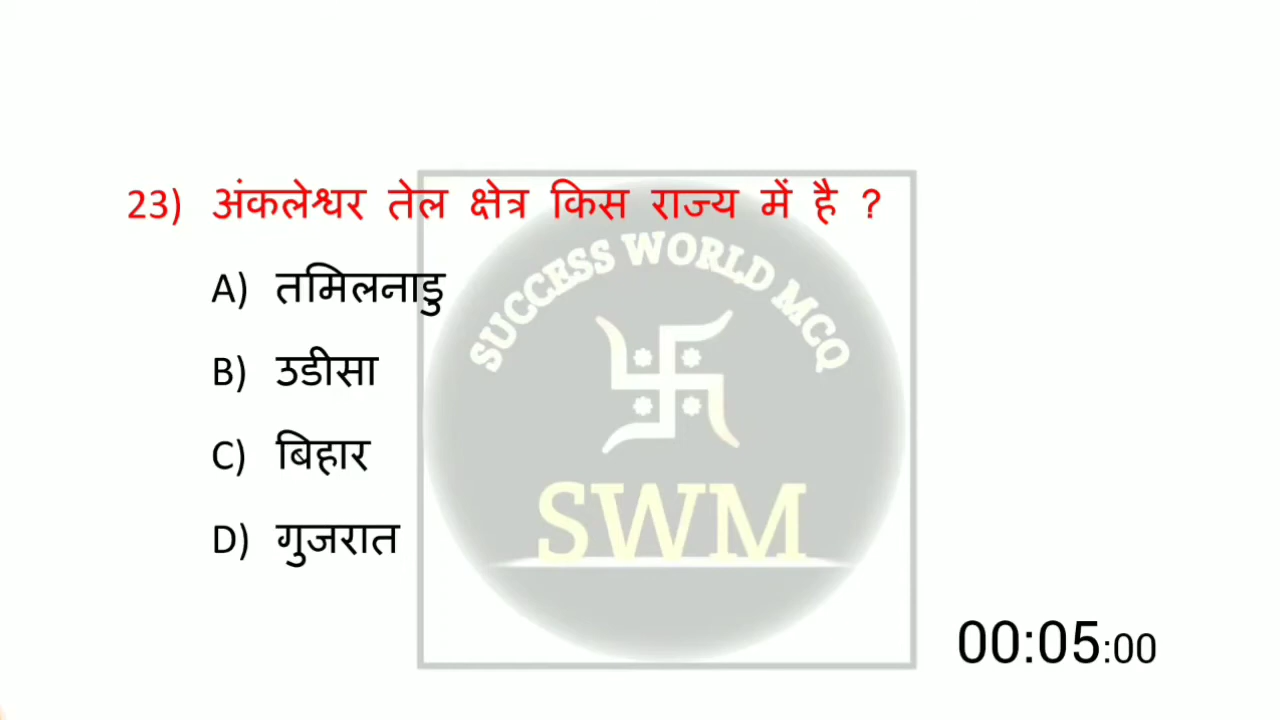 23) अंकलेश्वर तेल क्षेत्र किस राज्य में है ?
SUCCESS WORLD MCQ
A) तमिलनाडु
B) उडीसा
C) बिहार
D) गुजरात
SWM
00:05:00